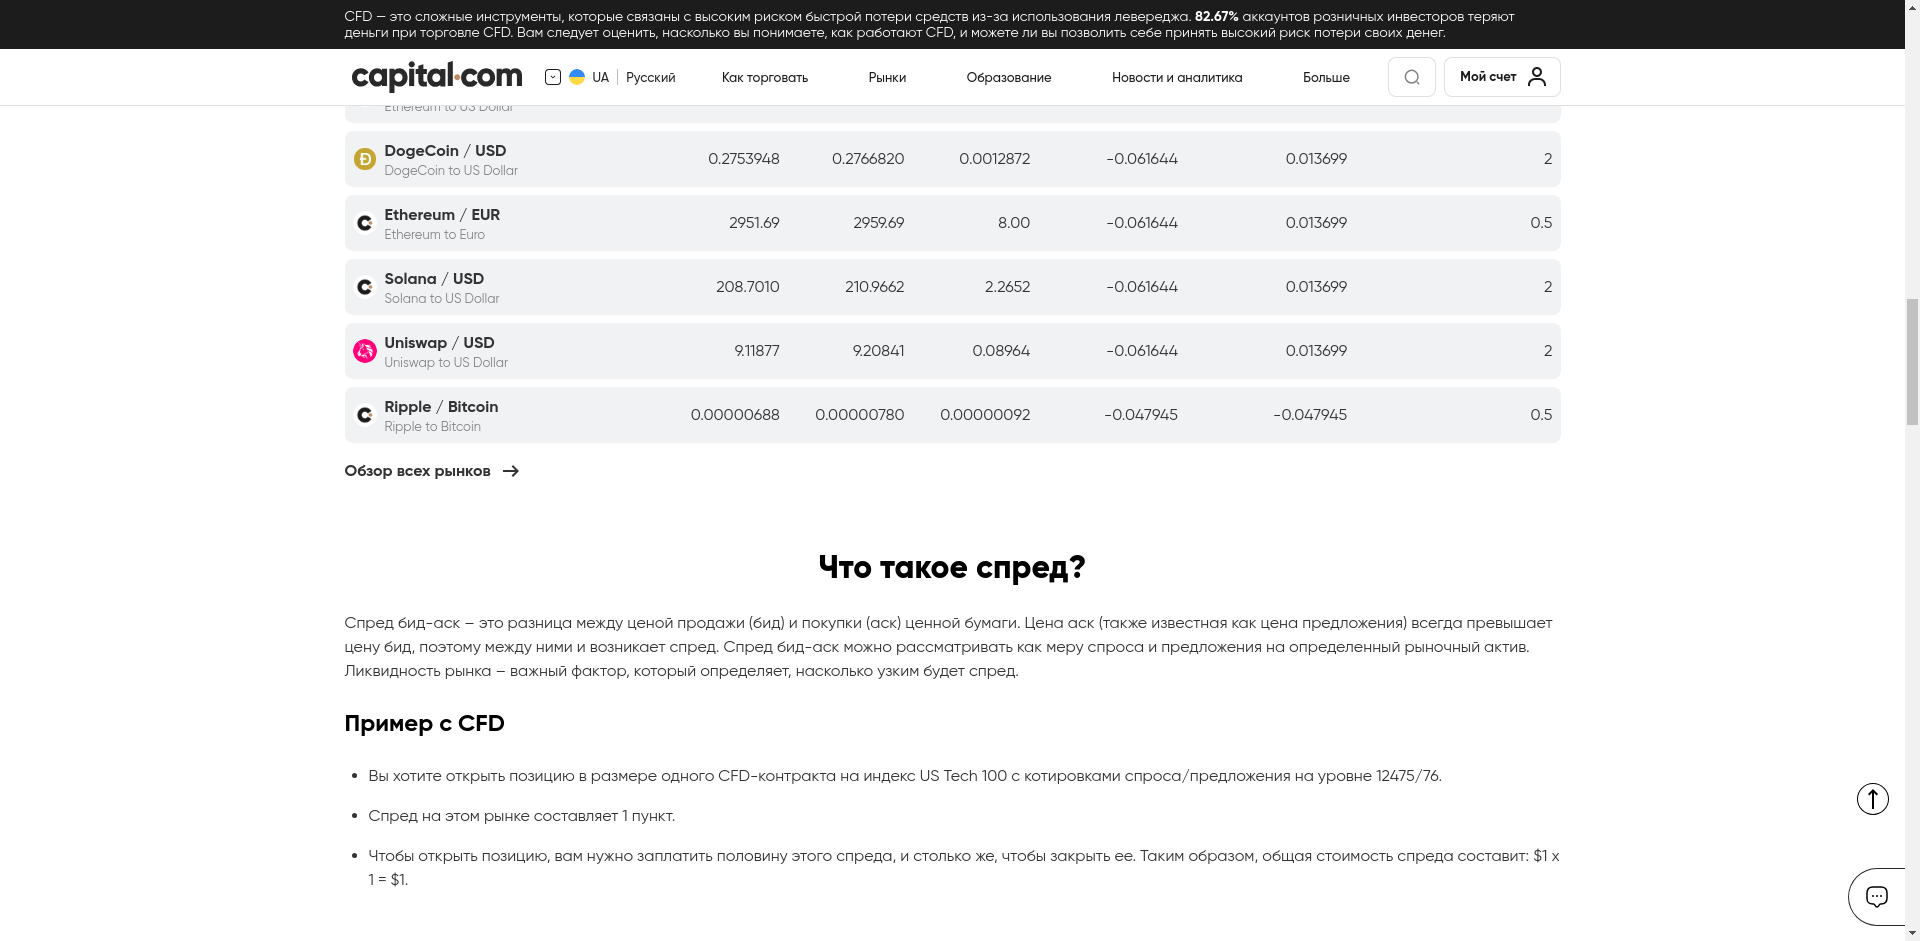 CFD — это сложные инструменты, которые связаны с высоким риском быстрой потери средств из-за использования левереджа. 82.67% аккаунтов розничных инвесторов теряют
деньги при торговле CFD. Вам следует оценить, насколько вы понимаете, как работают CFD, и можете ли вы позволить себе принять высокий риск потери своих денег.
capital.com UA Русский Как торговать Рынки Образование Новости и аналитика Больше Мой счет
Ethereum to US Dollar
DogeCoin / USD 0.2753948 0.2766820 0.0012872 -0.061644 0.013699 2
DogeCoin to US Dollar
Ethereum / EUR 2951.69 2959.69 8.00 -0.061644 0.013699 0.5
Ethereum to Euro
Solana / USD 208.7010 210.9662 2.2652 -0.061644 0.013699 2
Solana to US Dollar
Uniswap / USD 9.11877 9.20841 0.08964 -0.061644 0.013699 2
Uniswap to US Dollar
Ripple / Bitcoin 0.00000688 0.00000780 0.00000092 -0.047945 -0.047945 0.5
Ripple to Bitcoin
Обзор всех рынков
Что такое спред?
Спред бид-аск – это разница между ценой продажи (бид) и покупки (аск) ценной бумаги. Цена аск (также известная как цена предложения) всегда превышает
цену бид, поэтому между ними и возникает спред. Спред бид-аск можно рассматривать как меру спроса и предложения на определенный рыночный актив.
Ликвидность рынка – важный фактор, который определяет, насколько узким будет спред.
Пример с CFD
• Вы хотите открыть позицию в размере одного CFD-контракта на индекс US Tech 100 с котировками спроса/предложения на уровне 12475/76.
• Спред на этом рынке составляет 1 пункт.
• Чтобы открыть позицию, вам нужно заплатить половину этого спреда, и столько же, чтобы закрыть ее. Таким образом, общая стоимость спреда составит: $1 x
1 = $1.